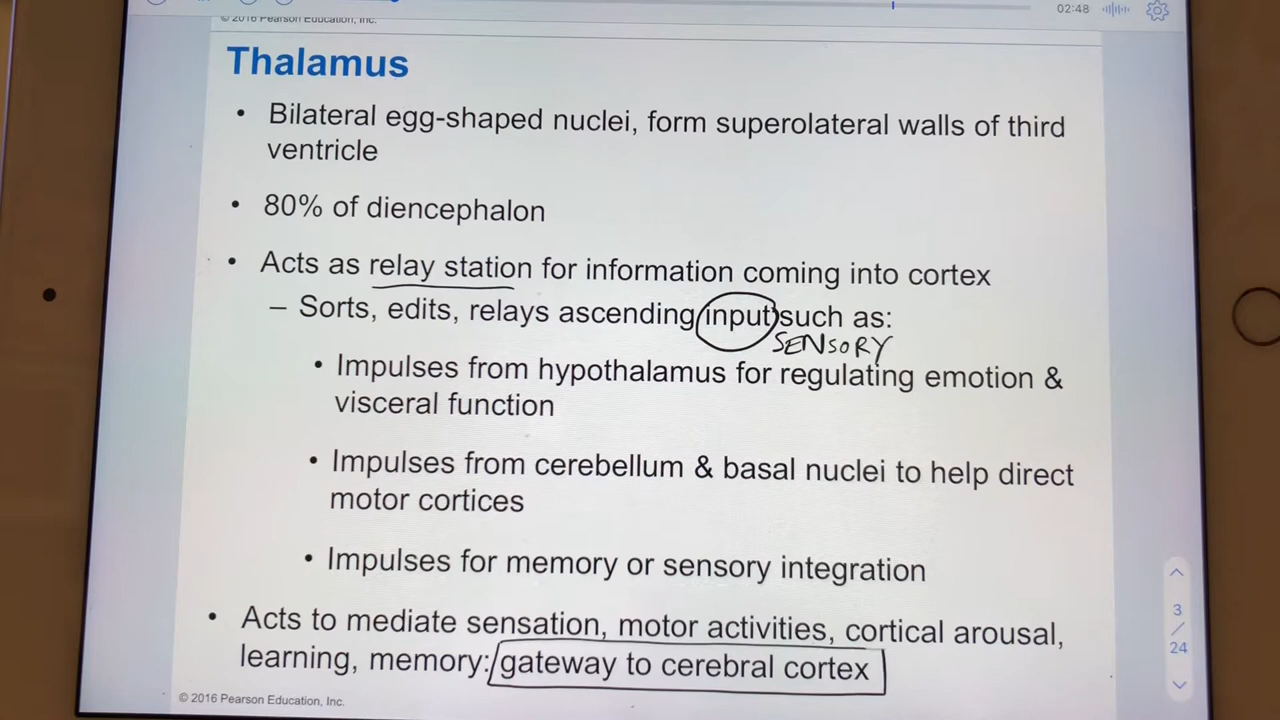 02:48
© 2016 Pearson Education, Inc.
Thalamus
• Bilateral egg-shaped nuclei, form superolateral walls of third
ventricle
• 80% of diencephalon
• Acts as relay station for information coming into cortex
– Sorts, edits, relays ascending input such as:
SENSORY
• Impulses from hypothalamus for regulating emotion &
visceral function
• Impulses from cerebellum & basal nuclei to help direct
motor cortices
• Impulses for memory or sensory integration
• Acts to mediate sensation, motor activities, cortical arousal,
learning, memory: gateway to cerebral cortex
3
/
24
© 2016 Pearson Education, Inc.